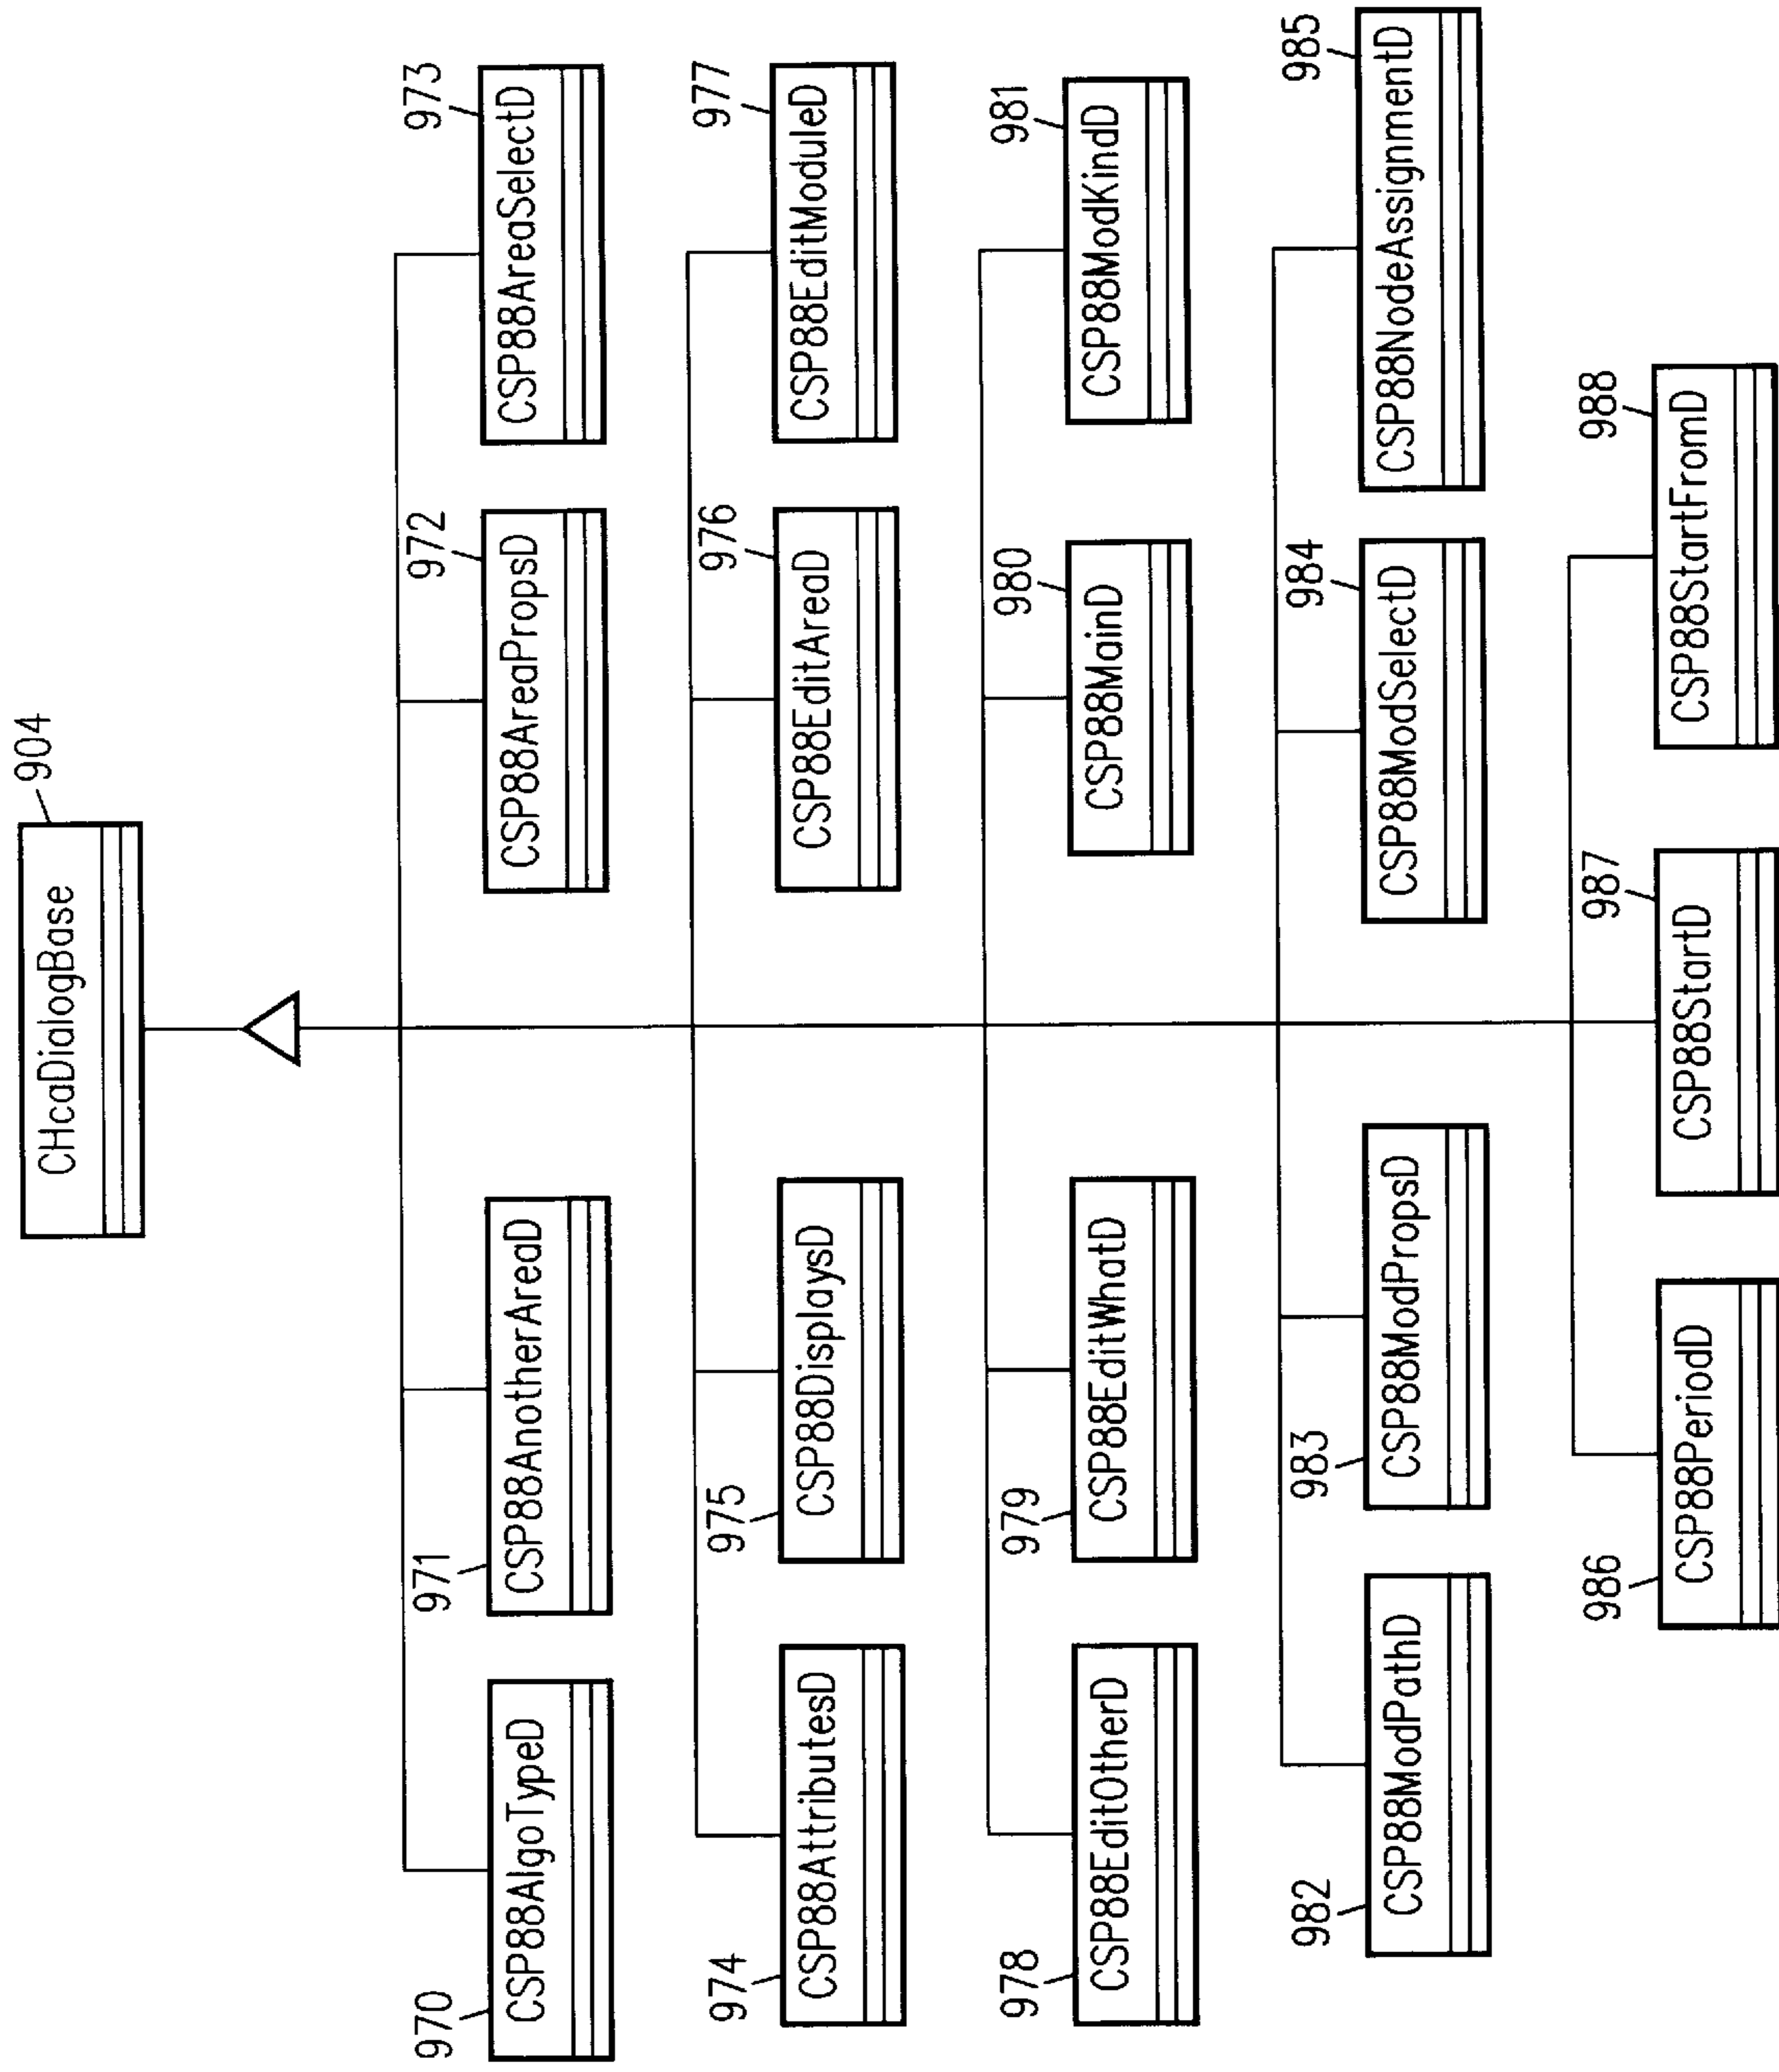 CHcaDialogBase
904
970
CSP88AlgoTypeD
971
CSP88AnotherAreaD
972
CSP88AreaPropsD
973
CSP88AreaSelectD
974
CSP88AttributesD
975
CSP88DisplaysD
976
CSP88EditAreaD
977
CSP88EditModuleD
978
CSP88EditOtherD
979
CSP88EditWhatD
980
CSP88MainD
981
CSP88ModKindD
982
CSP88ModPathD
983
CSP88ModPropsD
984
CSP88ModSelectD
985
CSP88NodeAssignmentD
986
CSP88PeriodD
987
CSP88StartD
988
CSP88StartFromD